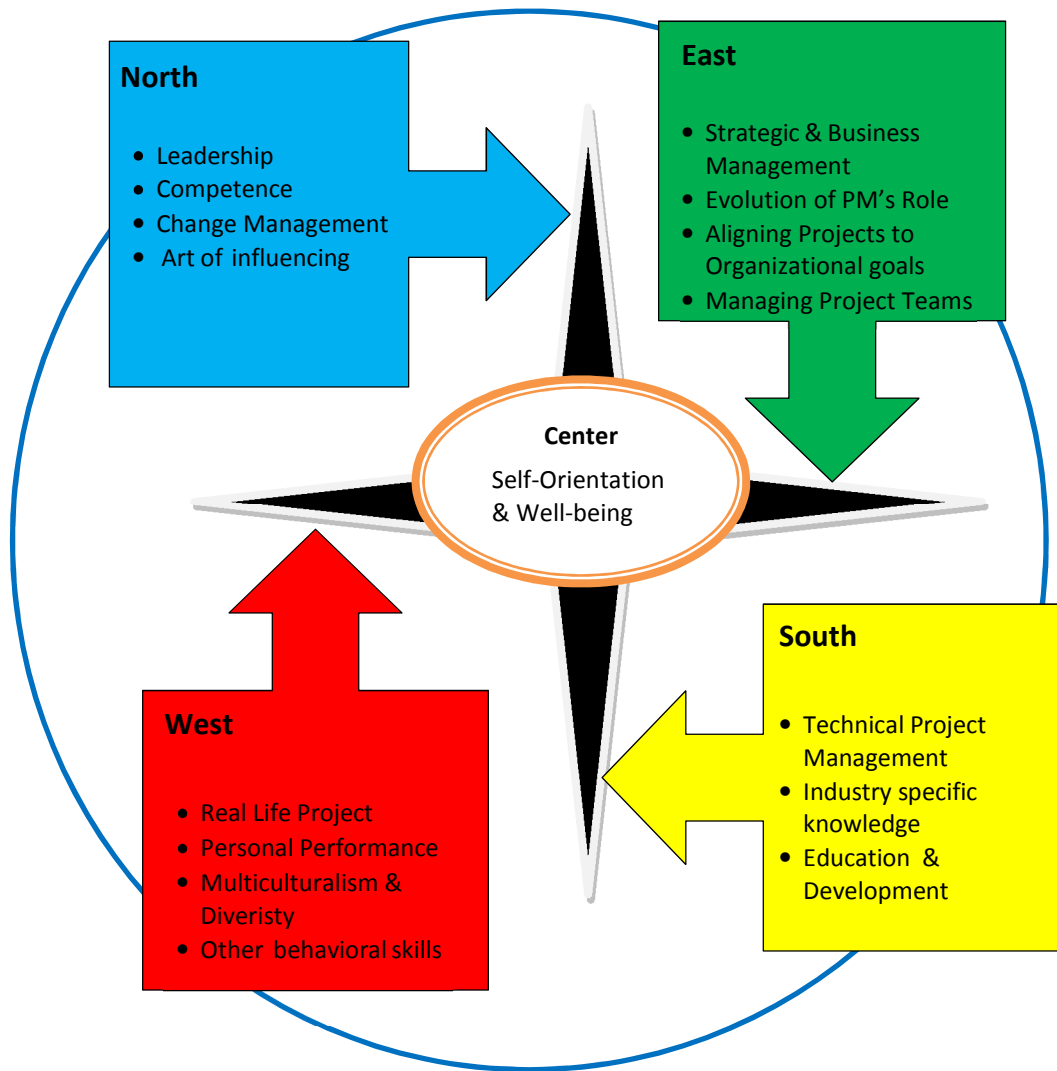 North
• Leadership
• Competence
• Change Management
• Art of influencing
East
• Strategic & Business
Management
• Evolution of PM's Role
• Aligning Projects to
Organizational goals
• Managing Project Teams
Center
Self-Orientation
& Well-being
West
• Real Life Project
• Personal Performance
• Multiculturalism &
Diveristy
• Other behavioral skills
South
• Technical Project
Management
• Industry specific
knowledge
• Education &
Development